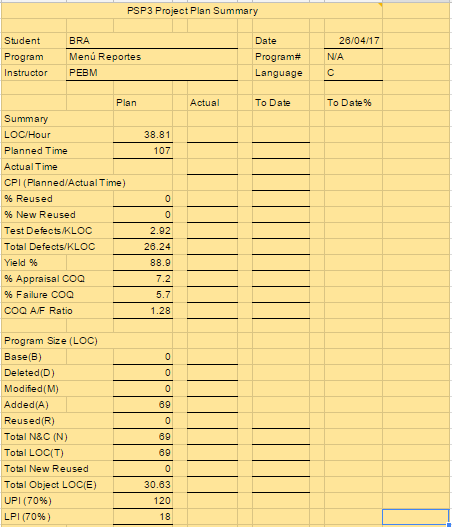 PSP3 Project Plan Summary
Student BRA Date 26/04/17
Program Menú Reportes Program# N/A
Instructor PEBM Language C
Plan Actual To Date To Date%
Summary
LOC/Hour 38.81
Planned Time 107
Actual Time
CPI (Planned/Actual Time)
% Reused 0
% New Reused 0
Test Defects/KLOC 2.92
Total Defects/KLOC 26.24
Yield % 88.9
% Appraisal COQ 7.2
% Failure COQ 5.7
COQ A/F Ratio 1.28
Program Size (LOC)
Base(B) 0
Deleted(D) 0
Modified(M) 0
Added(A) 69
Reused(R) 0
Total N&C (N) 69
Total LOC(T) 69
Total New Reused 0
Total Object LOC(E) 30.63
UPI (70%) 120
LPI (70%) 18